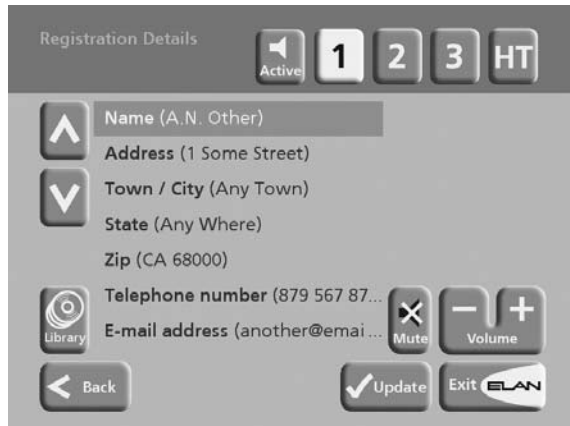 Registration Details
Active
1
2
3
HT
Name (A.N. Other)
Address (1 Some Street)
Town / City (Any Town)
State (Any Where)
Zip (CA 68000)
Telephone number (879 567 87...
E-mail address (another@emai ...
Library
Mute
Volume
Back
Update
Exit ELAN